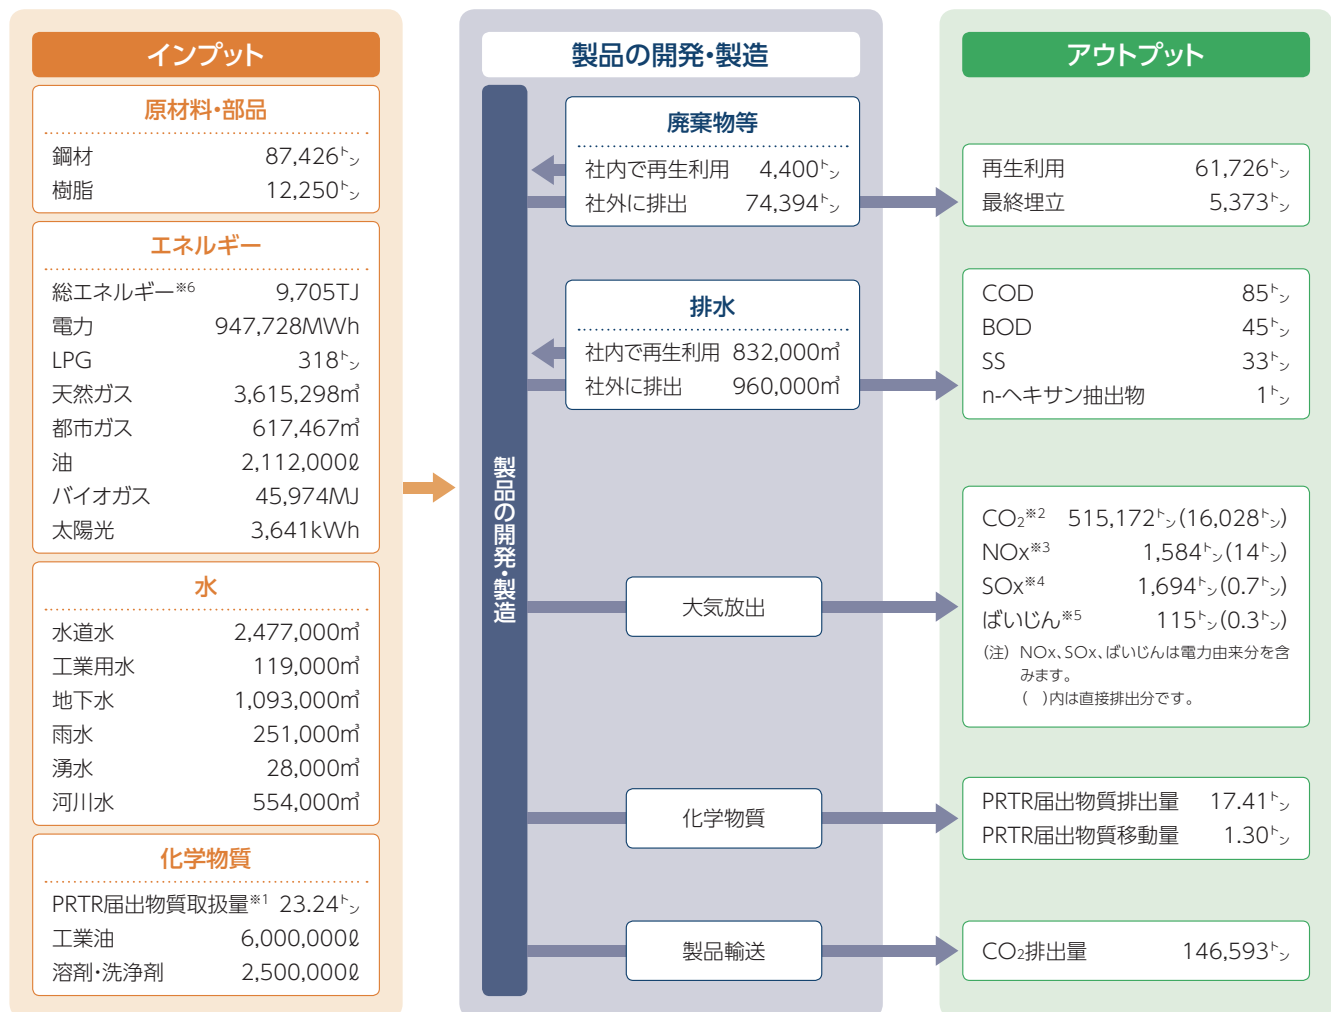 インプット
原材料・部品
鋼材 87,426㌧
樹脂 12,250㌧
エネルギー
総エネルギー※6 9,705TJ
電力 947,728MWh
LPG 318㌧
天然ガス 3,615,298㎥
都市ガス 617,467㎥
油 2,112,000ℓ
バイオガス 45,974MJ
太陽光 3,641kWh
水
水道水 2,477,000㎥
工業用水 119,000㎥
地下水 1,093,000㎥
雨水 251,000㎥
湧水 28,000㎥
河川水 554,000㎥
化学物質
PRTR届出物質取扱量※1 23.24㌧
工業油 6,000,000ℓ
溶剤・洗浄剤 2,500,000ℓ
製品の開発・製造
製品の開発・製造
廃棄物等
社内で再生利用 4,400㌧
社外に排出 74,394㌧
排水
社内で再生利用 832,000㎥
社外に排出 960,000㎥
大気放出
化学物質
製品輸送
アウトプット
再生利用 61,726㌧
最終埋立 5,373㌧
COD 85㌧
BOD 45㌧
SS 33㌧
n-ヘキサン抽出物 1㌧
CO₂※2 515,172㌧(16,028㌧)
NOx※3 1,584㌧(14㌧)
SOx※4 1,694㌧(0.7㌧)
ばいじん※5 115㌧(0.3㌧)
(注) NOx、SOx、ばいじんは電力由来分を含
みます。
( )内は直接排出分です。
PRTR届出物質排出量 17.41㌧
PRTR届出物質移動量 1.30㌧
CO₂排出量 146,593㌧